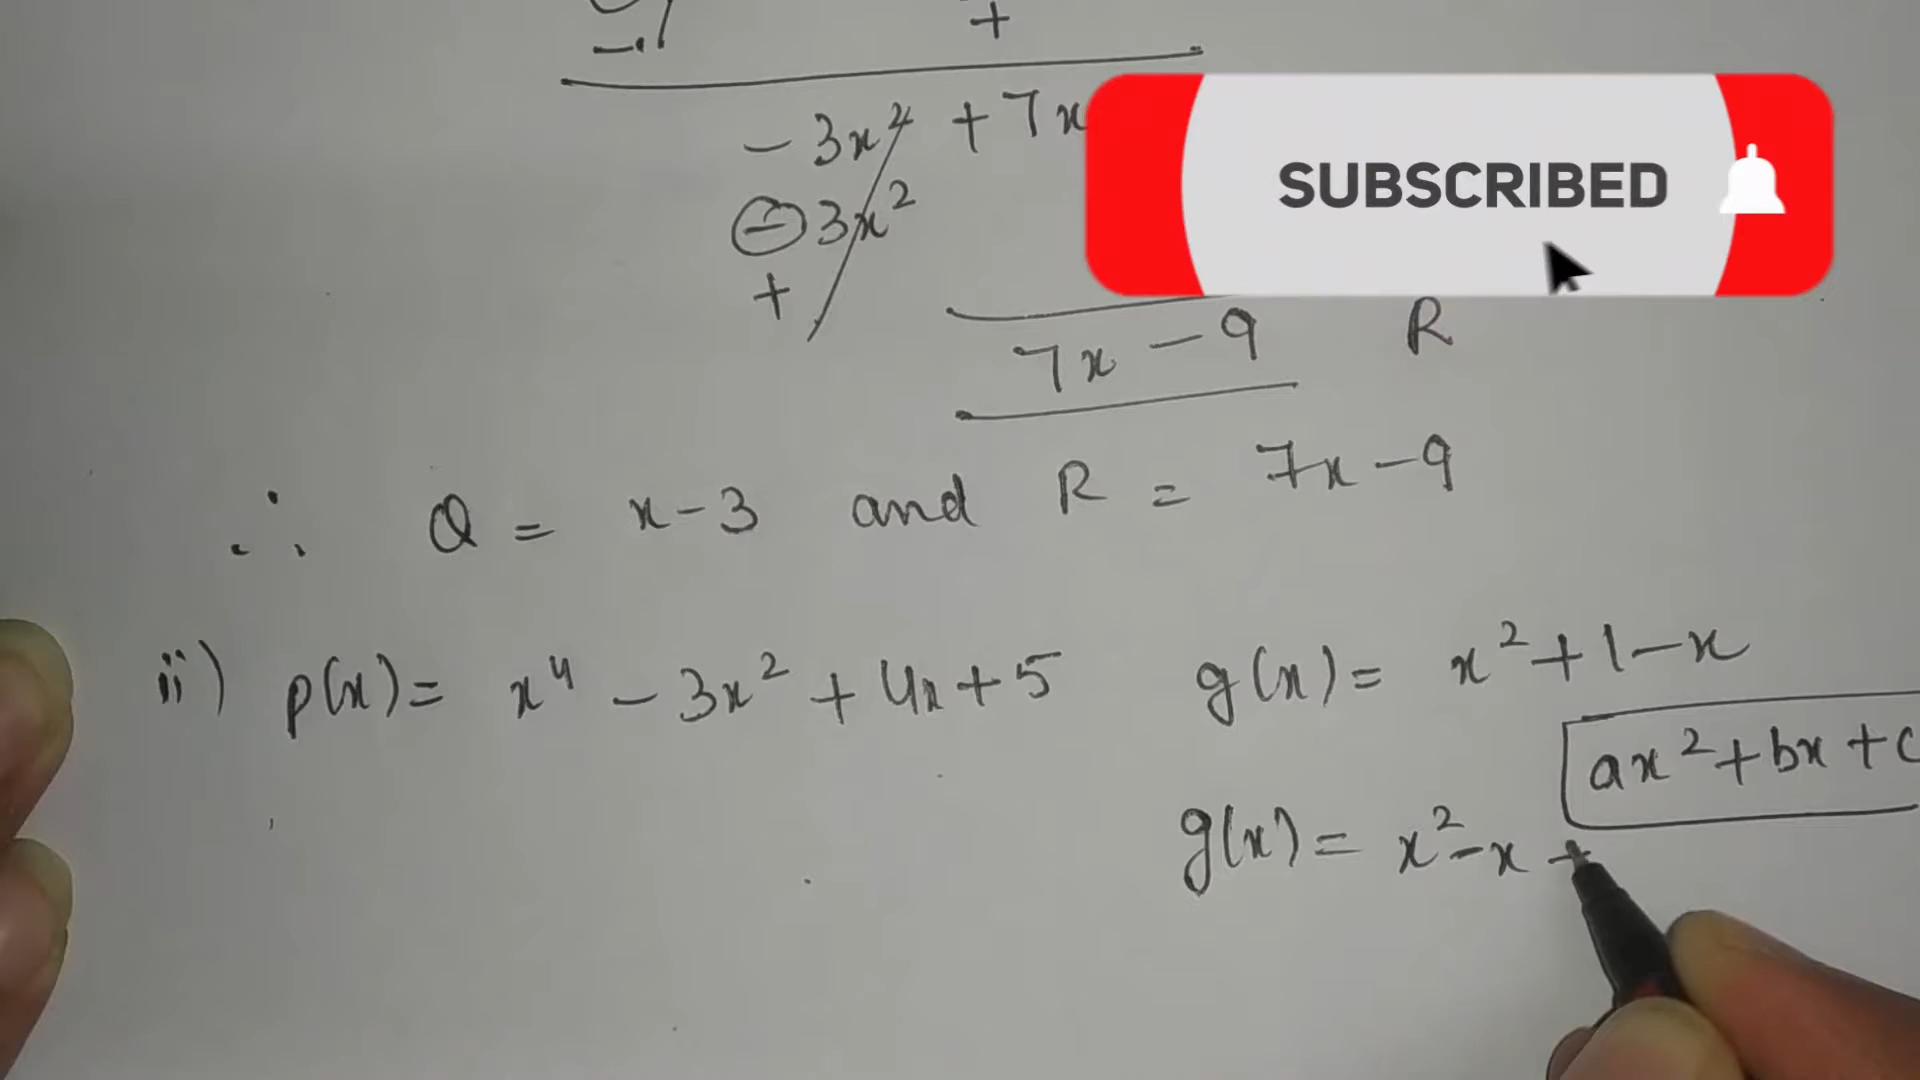 +
- 3x² + 7x
SUBSCRIBED
- 3x²
+
7x - 9 R
∴ Q = x - 3 and R = 7x - 9
ii) p(x) = x⁴ - 3x² + 4x + 5 g(x) = x² + 1 - x
ax² + bx + c
g(x) = x² - x +